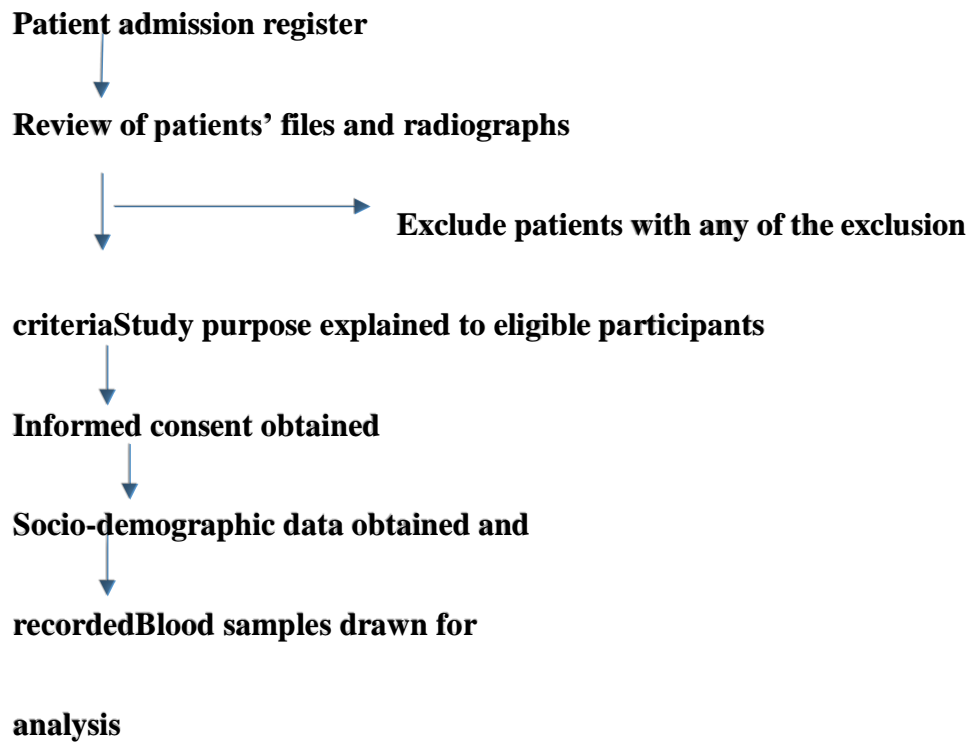 Patient admission register
Review of patients’ files and radiographs
Exclude patients with any of the exclusion
criteriaStudy purpose explained to eligible participants
Informed consent obtained
Socio-demographic data obtained and
recordedBlood samples drawn for
analysis